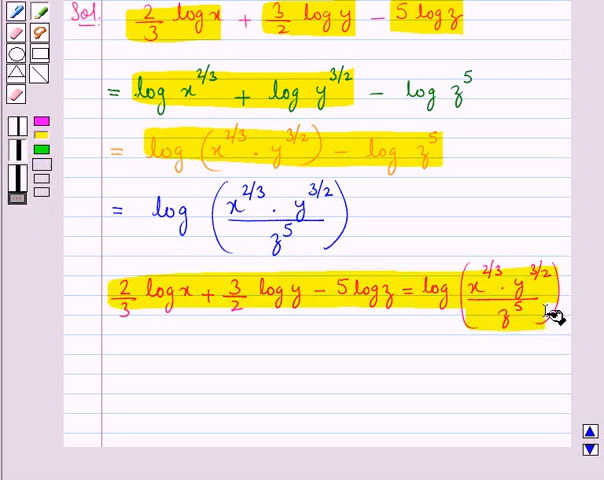 Sol. 2/3 log x + 3/2 log y − 5 log z
= log x^2/3 + log y^3/2 − log z^5
= log (x^2/3 · y^3/2) − log z^5
= log (x^2/3 · y^3/2 / z^5)
2/3 log x + 3/2 log y − 5 log z = log (x^2/3 · y^3/2 / z^5)